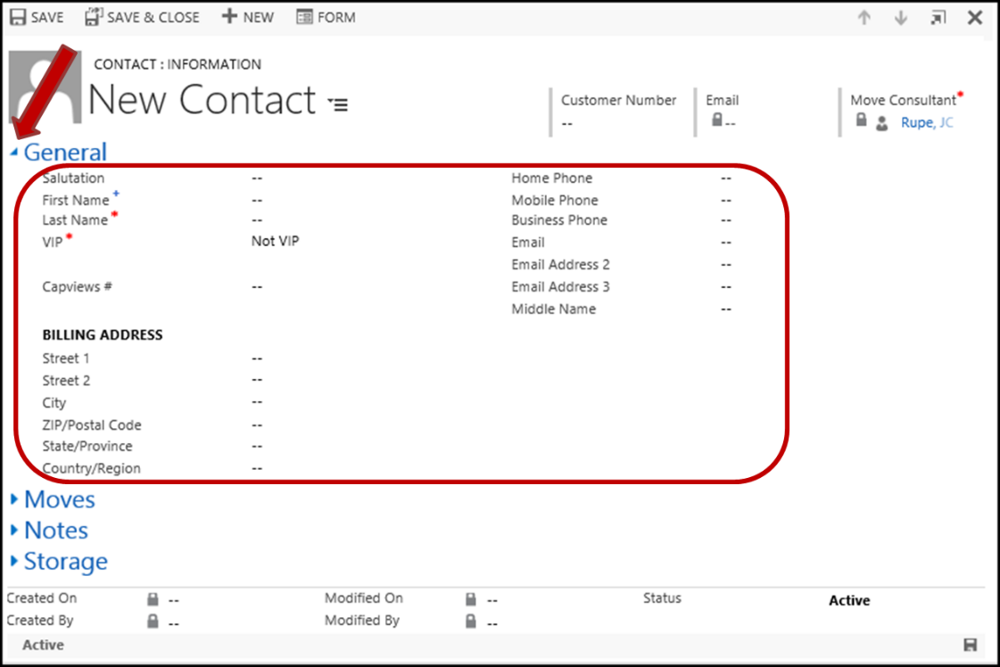 SAVE SAVE & CLOSE NEW FORM
CONTACT : INFORMATION
New Contact
Customer Number Email Move Consultant*
-- -- Rupe, JC
General
Salutation -- Home Phone --
First Name + -- Mobile Phone --
Last Name * -- Business Phone --
VIP * Not VIP Email --
Email Address 2 --
Capviews # -- Email Address 3 --
Middle Name --
BILLING ADDRESS
Street 1 --
Street 2 --
City --
ZIP/Postal Code --
State/Province --
Country/Region --
Moves
Notes
Storage
Created On -- Modified On -- Status Active
Created By -- Modified By --
Active